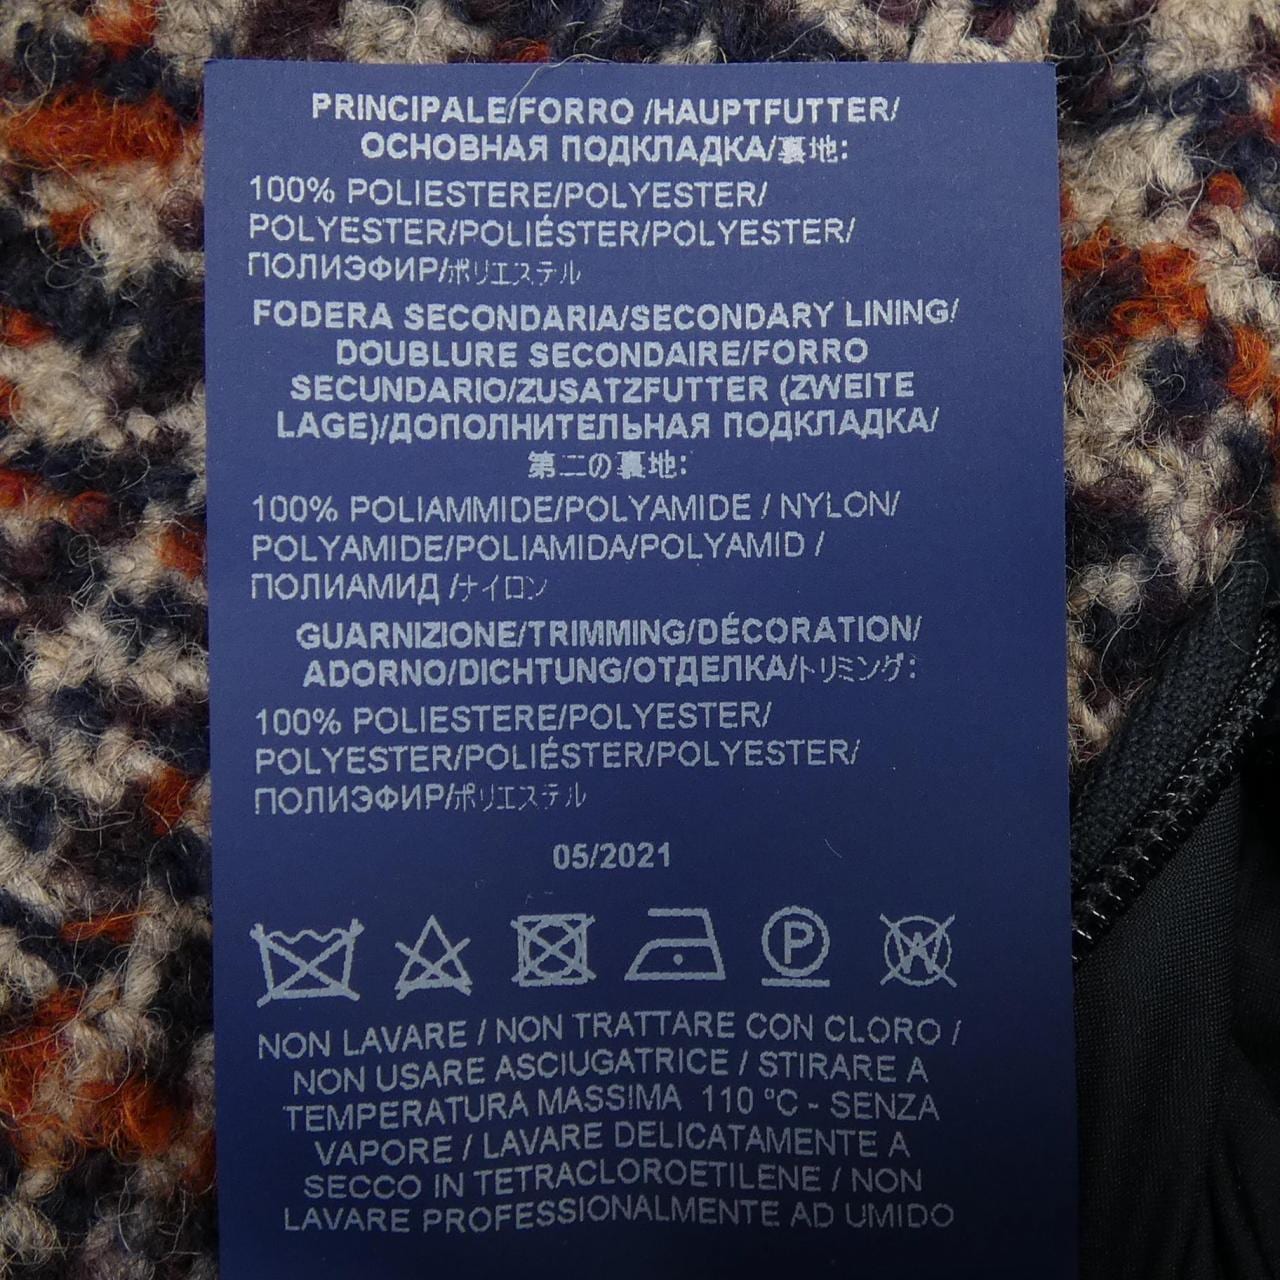 PRINCIPALE/FORRO /HAUPTFUTTER/
ОСНОВНАЯ ПОДКЛАДКА/裏地:
100% POLIESTERE/POLYESTER/
POLYESTER/POLIÉSTER/POLYESTER/
ПОЛИЭФИР/ポリエステル
FODERA SECONDARIA/SECONDARY LINING/
DOUBLURE SECONDAIRE/FORRO
SECUNDARIO/ZUSATZFUTTER (ZWEITE
LAGE)/ДОПОЛНИТЕЛЬНАЯ ПОДКЛАДКА/
第二の裏地:
100% POLIAMMIDE/POLYAMIDE / NYLON/
POLYAMIDE/POLIAMIDA/POLYAMID /
ПОЛИАМИД /ナイロン
GUARNIZIONE/TRIMMING/DÉCORATION/
ADORNO/DICHTUNG/ОТДЕЛКА/トリミング:
100% POLIESTERE/POLYESTER/
POLYESTER/POLIÉSTER/POLYESTER/
ПОЛИЭФИР/ポリエステル
05/2021
P W
NON LAVARE / NON TRATTARE CON CLORO /
NON USARE ASCIUGATRICE / STIRARE A
TEMPERATURA MASSIMA 110 ºC - SENZA
VAPORE / LAVARE DELICATAMENTE A
SECCO IN TETRACLOROETILENE / NON
LAVARE PROFESSIONALMENTE AD UMIDO